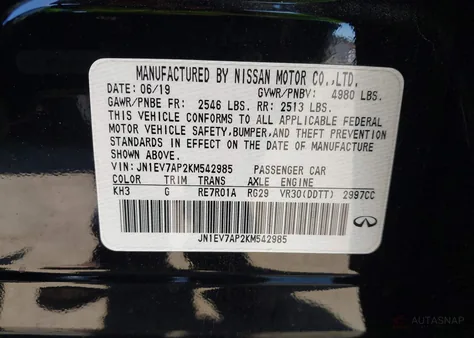 MANUFACTURED BY NISSAN MOTOR CO.,LTD.
DATE: 06/19 GVWR/PNBV: 4980 LBS.
GAWR/PNBE FR: 2546 LBS. RR: 2513 LBS.
THIS VEHICLE CONFORMS TO ALL APPLICABLE FEDERAL
MOTOR VEHICLE SAFETY,BUMPER,AND THEFT PREVENTION
STANDARDS IN EFFECT ON THE DATE OF MANUFACTURE
SHOWN ABOVE.
VIN: JN1EV7AP2KM542985 PASSENGER CAR
COLOR TRIM TRANS AXLE ENGINE
KH3 G RE7R01A RG29 VR30(DDTT) 2997CC
JN1EV7AP2KM542985
AUTASNAP